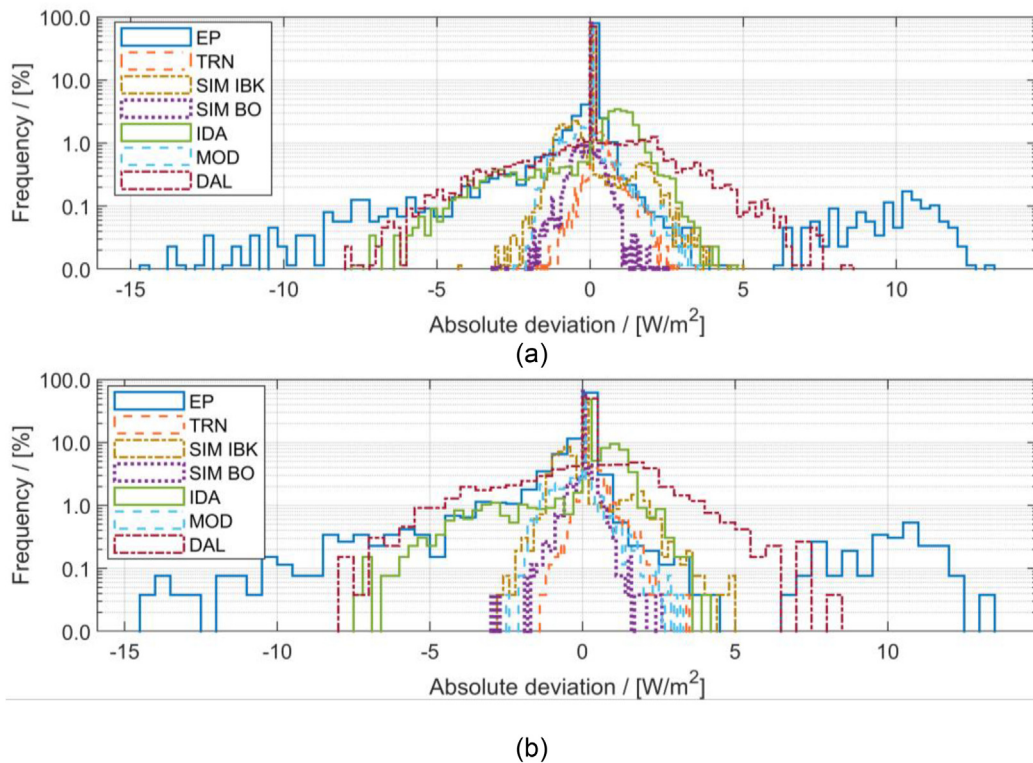 100.0
10.0
1.0
0.1
0.0
Frequency / [%]
EP
TRN
SIM IBK
SIM BO
IDA
MOD
DAL
-15 -10 -5 0 5 10
Absolute deviation / [W/m²]
(a)
100.0
10.0
1.0
0.1
0.0
Frequency / [%]
EP
TRN
SIM IBK
SIM BO
IDA
MOD
DAL
-15 -10 -5 0 5 10
Absolute deviation / [W/m²]
(b)